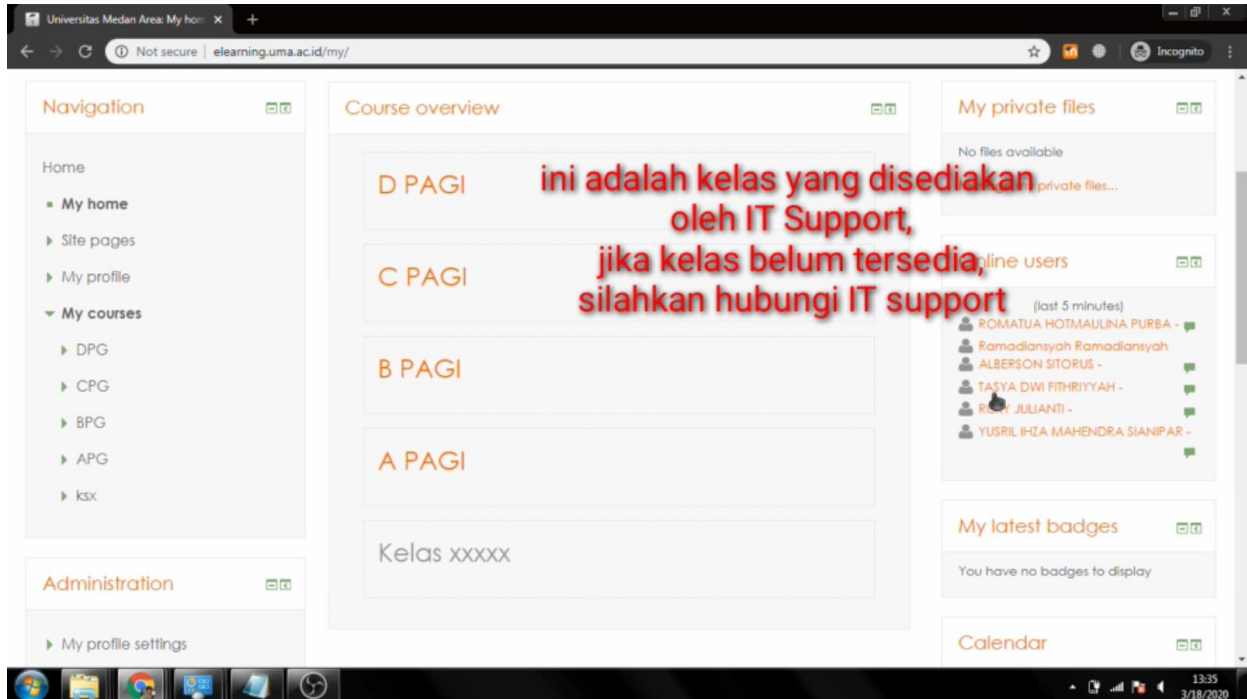 Universitas Medan Area: My hom
Not secure | elearning.uma.ac.id/my/
Incognito
Navigation
Home
My home
Site pages
My profile
My courses
DPG
CPG
BPG
APG
ksx
Administration
My profile settings
Course overview
D PAGI
C PAGI
B PAGI
A PAGI
Kelas xxxxx
ini adalah kelas yang disediakan
oleh IT Support,
jika kelas belum tersedia,
silahkan hubungi IT support
My private files
No files available
private files...
users
(last 5 minutes)
ROMATUA HOTMAULINA PURBA -
Ramadiansyah Ramadiansyah
ALBERSON SITORUS -
TASYA DWI FITHRIYYAH -
JULIANTI -
YUSRIL IHZA MAHENDRA SIANIPAR -
My latest badges
You have no badges to display
Calendar
13:35
3/18/2020